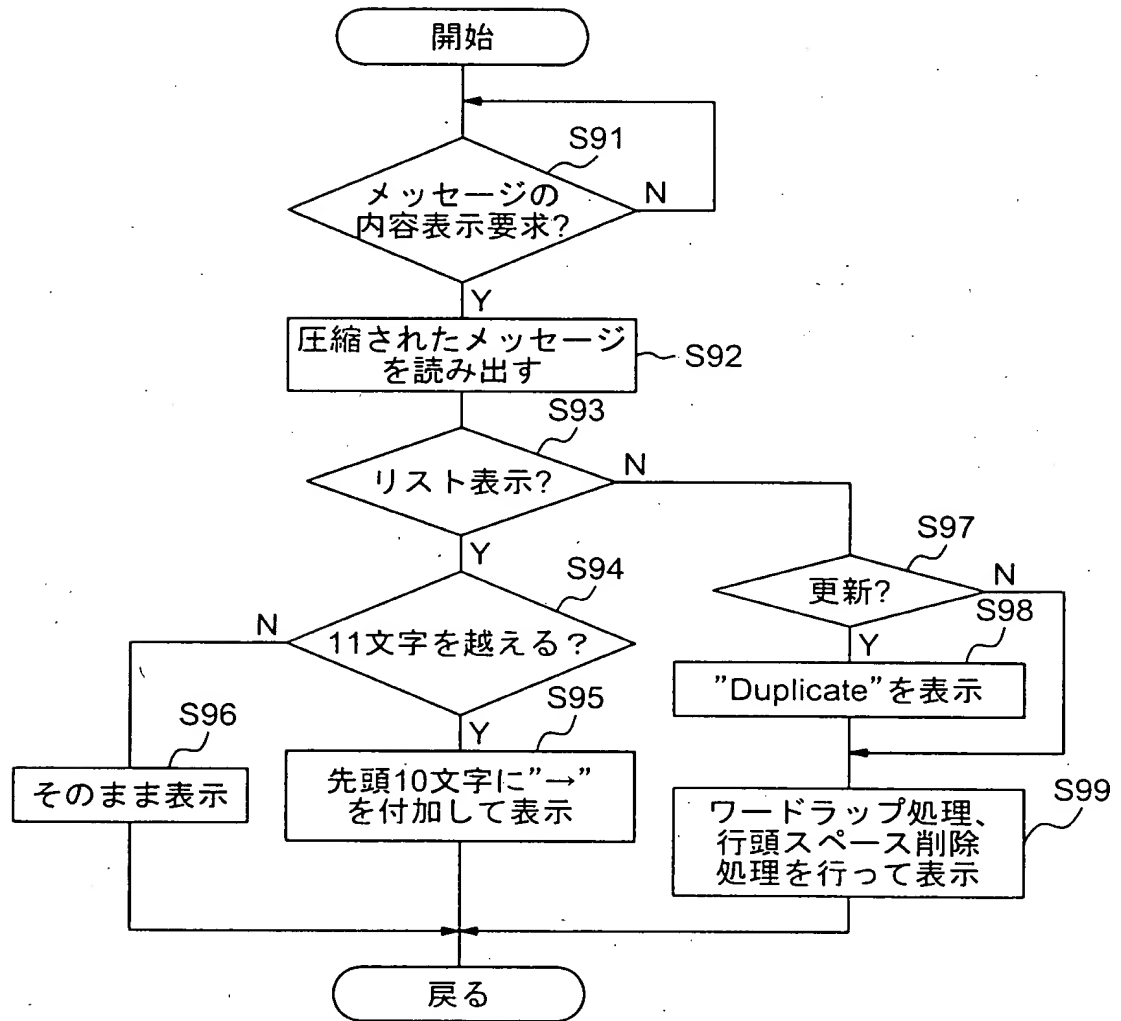 開始
S91
メッセージの
内容表示要求?
N
Y
圧縮されたメッセージ
を読み出す
S92
S93
リスト表示?
N
Y
S97
更新?
N
Y
S94
11文字を越える?
N
Y
S98
"Duplicate"を表示
S96
そのまま表示
S95
先頭10文字に"→"
を付加して表示
S99
ワードラップ処理、
行頭スペース削除
処理を行って表示
戻る